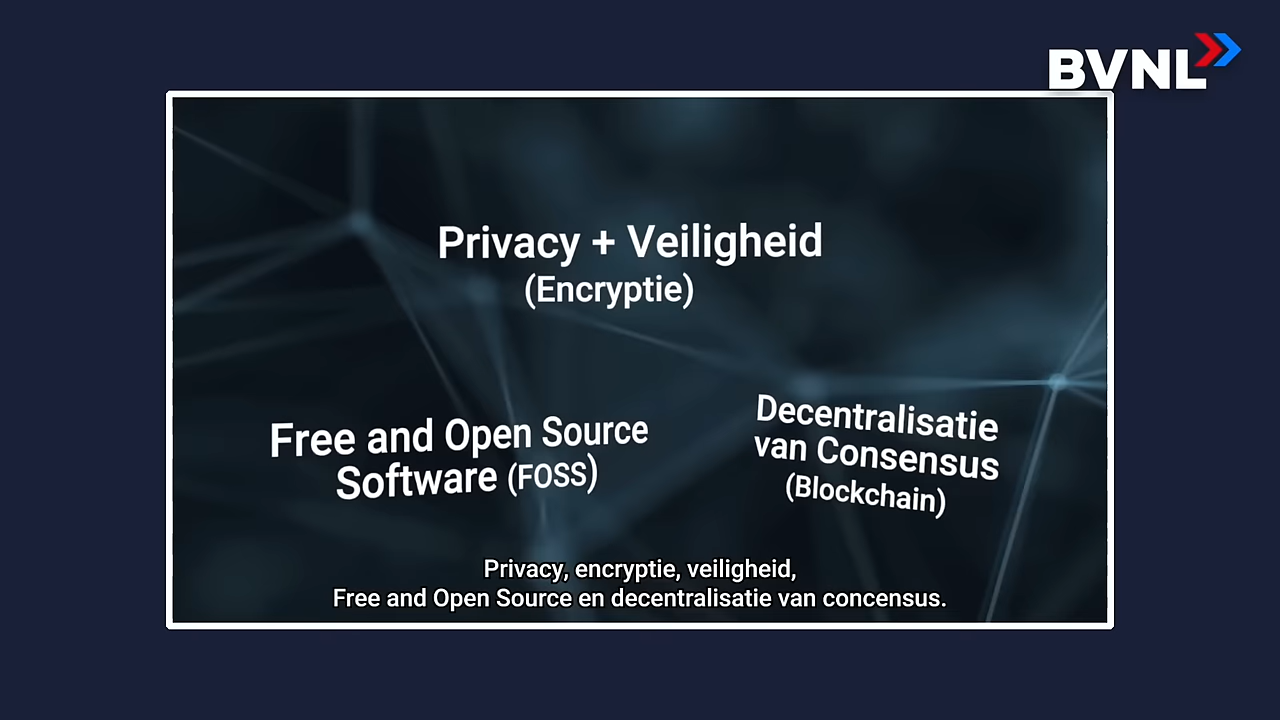 BVNL
Privacy + Veiligheid
(Encryptie)
Free and Open Source
Software (FOSS)
Decentralisatie
van Consensus
(Blockchain)
Privacy, encryptie, veiligheid,
Free and Open Source en decentralisatie van concensus.